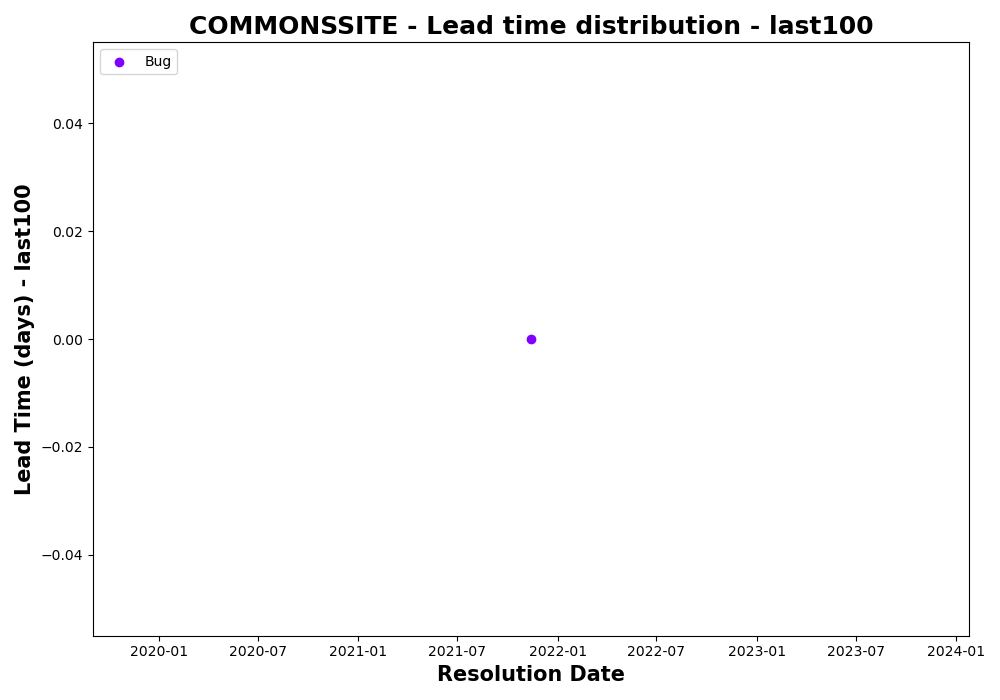 COMMONSSITE - Lead time distribution - last100
Bug
Lead Time (days) - last100
0.04
0.02
0.00
−0.02
−0.04
2020-01 2020-07 2021-01 2021-07 2022-01 2022-07 2023-01 2023-07 2024-01
Resolution Date